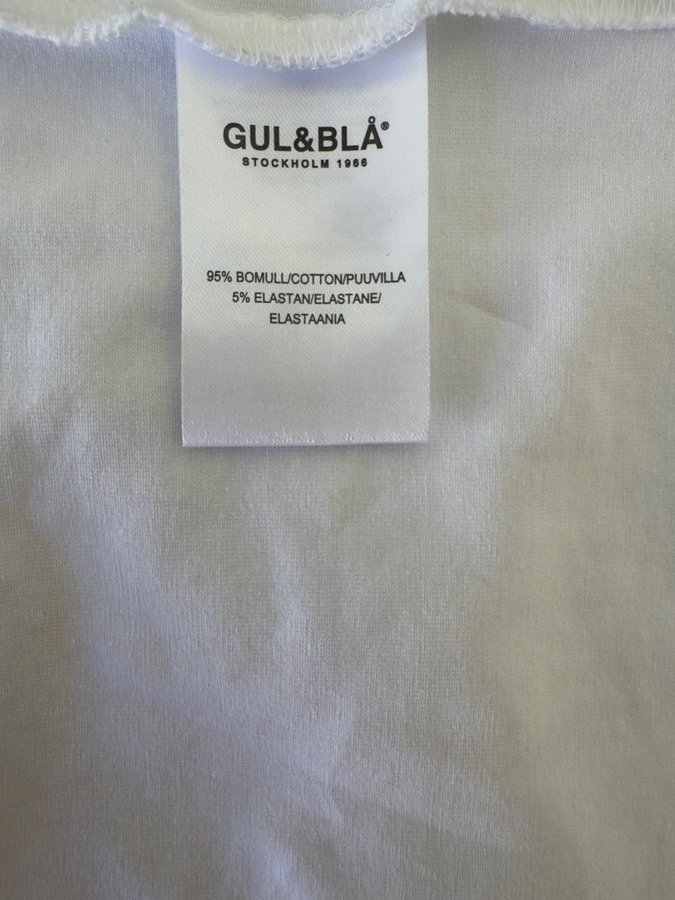 GUL&BLÅ®
STOCKHOLM 1966
95% BOMULL/COTTON/PUUVILLA
5% ELASTAN/ELASTANE/
ELASTAANIA